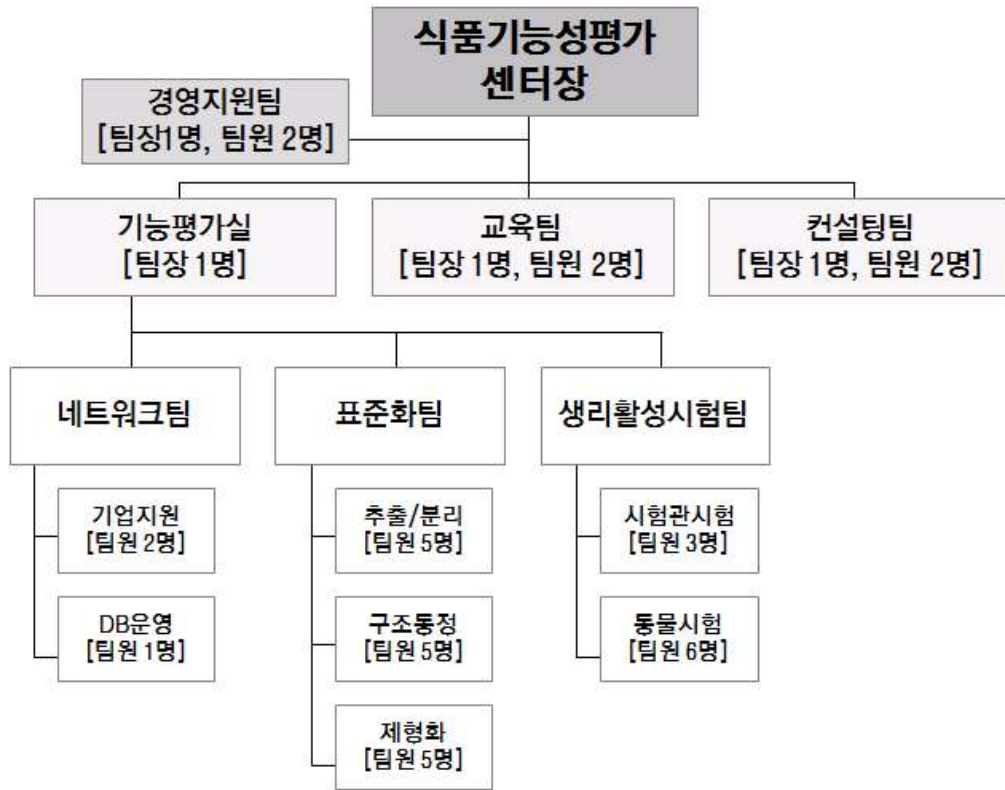 식품기능성평가
센터장
경영지원팀
[팀장1명, 팀원 2명]
기능평가실
[팀장 1명]
교육팀
[팀장 1명, 팀원 2명]
컨설팅팀
[팀장 1명, 팀원 2명]
네트워크팀
표준화팀
생리활성시험팀
기업지원
[팀원 2명]
추출/분리
[팀원 5명]
시험관시험
[팀원 3명]
DB운영
[팀원 1명]
구조통정
[팀원 5명]
통물시험
[팀원 6명]
제형화
[팀원 5명]